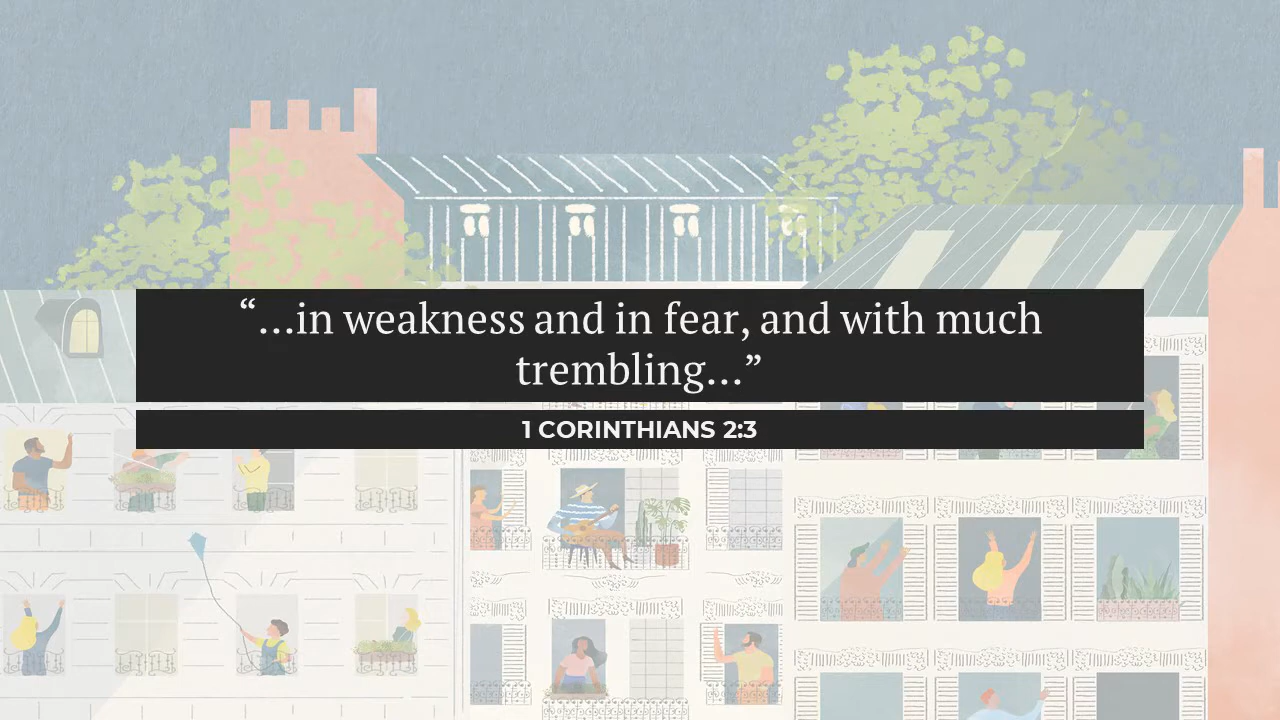 “…in weakness and in fear, and with much
trembling…”
1 CORINTHIANS 2:3